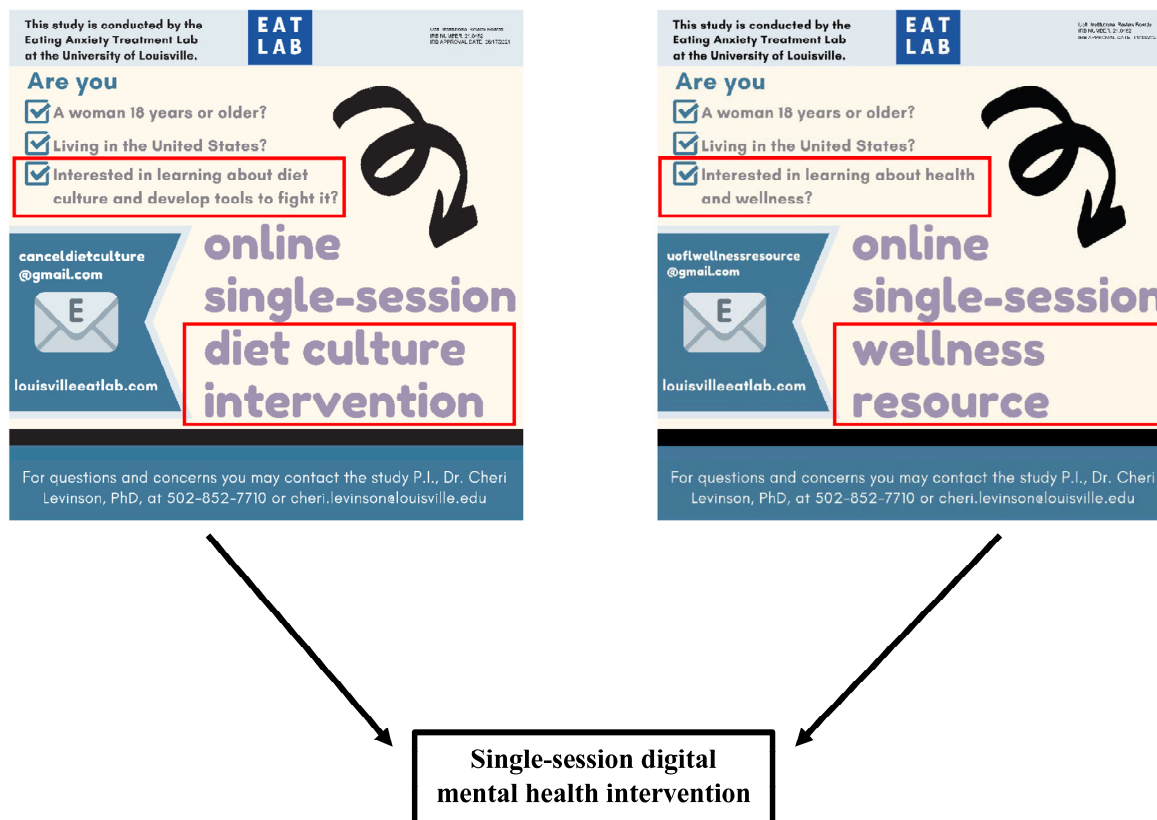 This study is conducted by the
Eating Anxiety Treatment Lab
at the University of Louisville.
EAT
LAB
IRB NUMBER: 21.0152
IRB APPROVAL DATE:
Are you
A woman 18 years or older?
Living in the United States?
Interested in learning about diet
culture and develop tools to fight it?
canceldietculture
@gmail.com
E
louisvilleeatlab.com
online
single-session
diet culture
intervention
For questions and concerns you may contact the study P.I., Dr. Cheri
Levinson, PhD, at 502-852-7710 or cheri.levinson@louisville.edu
This study is conducted by the
Eating Anxiety Treatment Lab
at the University of Louisville.
EAT
LAB
Are you
A woman 18 years or older?
Living in the United States?
Interested in learning about health
and wellness?
uoflwellnessresource
@gmail.com
E
louisvilleeatlab.com
online
single-session
wellness
resource
For questions and concerns you may contact the study P.I., Dr. Cheri
Levinson, PhD, at 502-852-7710 or cheri.levinson@louisville.edu
Single-session digital
mental health intervention